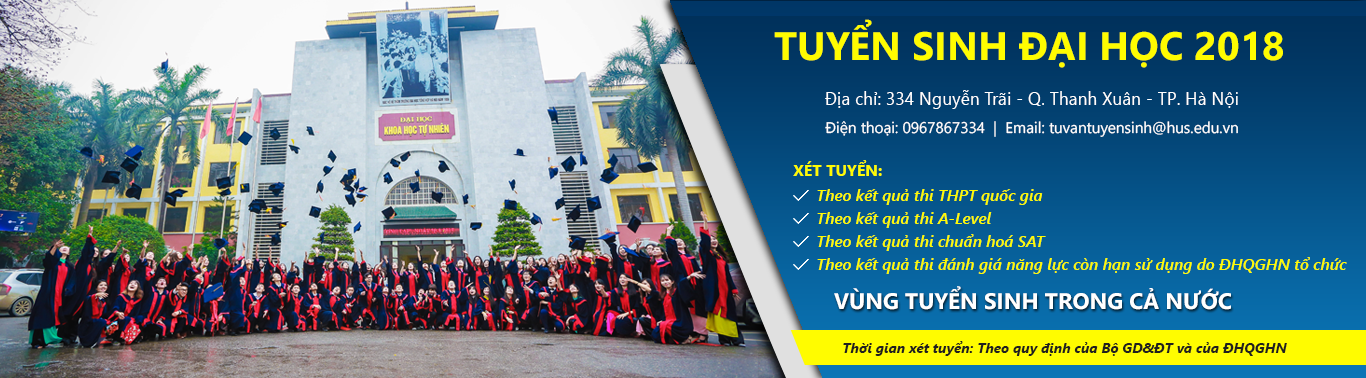 ĐẠI HỌC
KHOA HỌC TỰ NHIÊN
TUYỂN SINH ĐẠI HỌC 2018
Địa chỉ: 334 Nguyễn Trãi - Q. Thanh Xuân - TP. Hà Nội
Điện thoại: 0967867334 | Email: tuvantuyensinh@hus.edu.vn
XÉT TUYỂN:
Theo kết quả thi THPT quốc gia
Theo kết quả thi A-Level
Theo kết quả thi chuẩn hoá SAT
Theo kết quả thi đánh giá năng lực còn hạn sử dụng do ĐHQGHN tổ chức
VÙNG TUYỂN SINH TRONG CẢ NƯỚC
Thời gian xét tuyển: Theo quy định của Bộ GD&ĐT và của ĐHQGHN